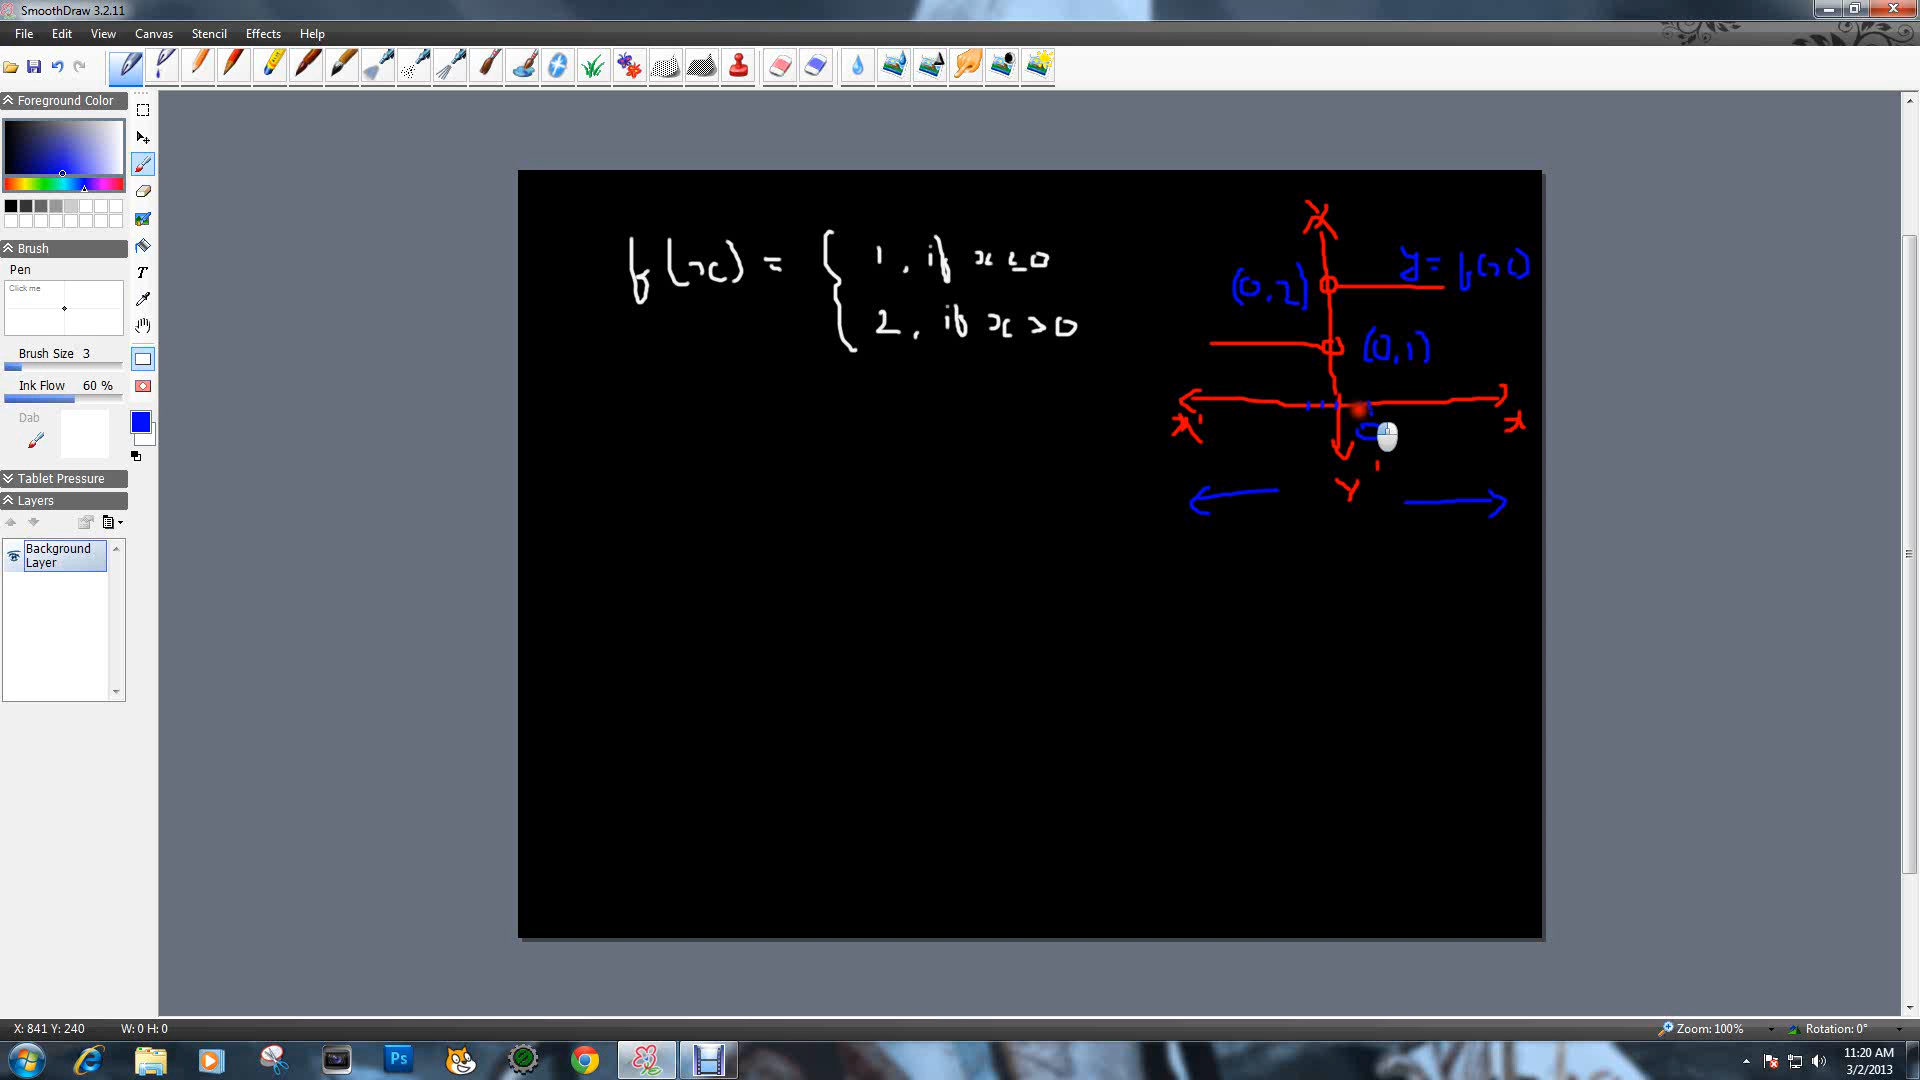 SmoothDraw 3.2.11
File Edit View Canvas Stencil Effects Help
Foreground Color
Brush
Pen
Click me
Brush Size 3
Ink Flow 60 %
Dab
Tablet Pressure
Layers
Background
Layer
f(x) = { 1, if x ≤ 0
2, if x > 0
Y
y = f(x)
(0,2)
(0,1)
X'
X
O
Y'
X: 841 Y: 240 W: 0 H: 0
Zoom: 100% Rotation: 0°
Ps
11:20 AM
3/2/2013